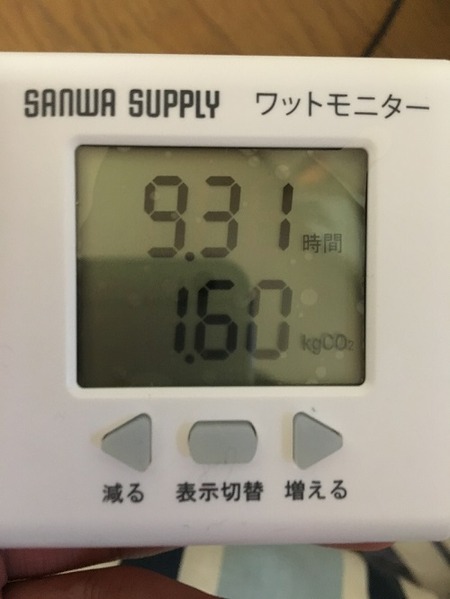 SANWA SUPPLY ワットモニター
9.31 時間
1.60 kgCO₂
減る 表示切替 増える